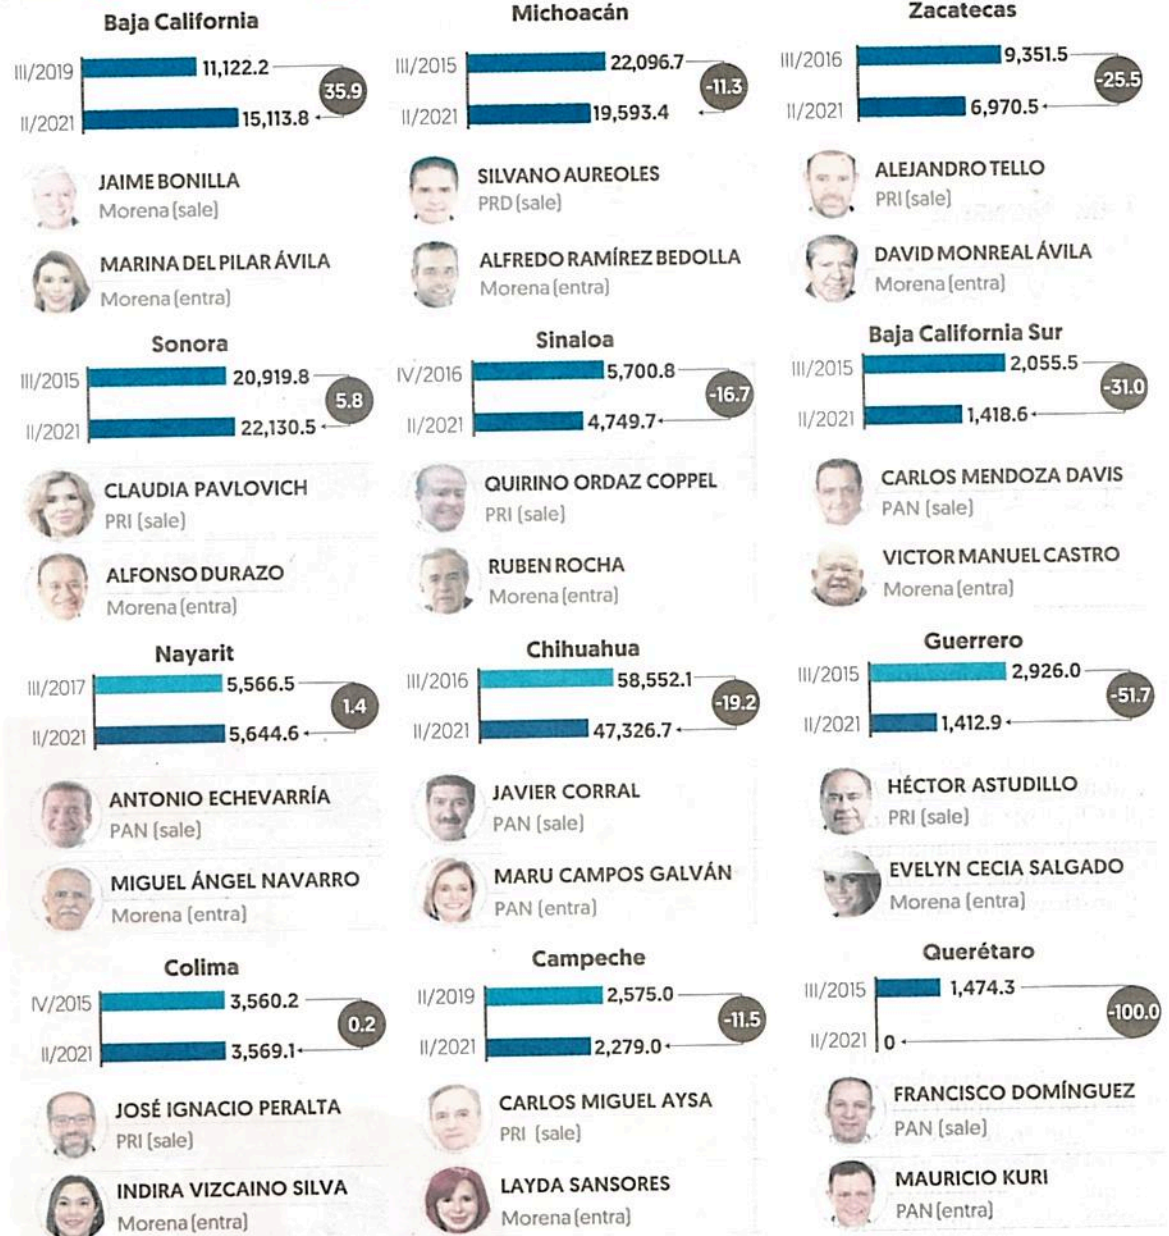 Baja California
III/2019 11,122.2
35.9
II/2021 15,113.8
JAIME BONILLA
Morena (sale)
MARINA DEL PILAR ÁVILA
Morena (entra)
Michoacán
III/2015 22,096.7
-11.3
II/2021 19,593.4
SILVANO AUREOLES
PRD (sale)
ALFREDO RAMÍREZ BEDOLLA
Morena (entra)
Zacatecas
III/2016 9,351.5
-25.5
II/2021 6,970.5
ALEJANDRO TELLO
PRI (sale)
DAVID MONREAL ÁVILA
Morena (entra)
Sonora
III/2015 20,919.8
5.8
II/2021 22,130.5
CLAUDIA PAVLOVICH
PRI (sale)
ALFONSO DURAZO
Morena (entra)
Sinaloa
IV/2016 5,700.8
-16.7
II/2021 4,749.7
QUIRINO ORDAZ COPPEL
PRI (sale)
RUBEN ROCHA
Morena (entra)
Baja California Sur
III/2015 2,055.5
-31.0
II/2021 1,418.6
CARLOS MENDOZA DAVIS
PAN (sale)
VICTOR MANUEL CASTRO
Morena (entra)
Nayarit
III/2017 5,566.5
1.4
II/2021 5,644.6
ANTONIO ECHEVARRÍA
PAN (sale)
MIGUEL ÁNGEL NAVARRO
Morena (entra)
Chihuahua
III/2016 58,552.1
-19.2
II/2021 47,326.7
JAVIER CORRAL
PAN (sale)
MARU CAMPOS GALVÁN
PAN (entra)
Guerrero
III/2015 2,926.0
-51.7
II/2021 1,412.9
HÉCTOR ASTUDILLO
PRI (sale)
EVELYN CECIA SALGADO
Morena (entra)
Colima
IV/2015 3,560.2
0.2
II/2021 3,569.1
JOSÉ IGNACIO PERALTA
PRI (sale)
INDIRA VIZCAINO SILVA
Morena (entra)
Campeche
II/2019 2,575.0
-11.5
II/2021 2,279.0
CARLOS MIGUEL AYSA
PRI (sale)
LAYDA SANSORES
Morena (entra)
Querétaro
III/2015 1,474.3
-100.0
II/2021 0
FRANCISCO DOMÍNGUEZ
PAN (sale)
MAURICIO KURI
PAN (entra)